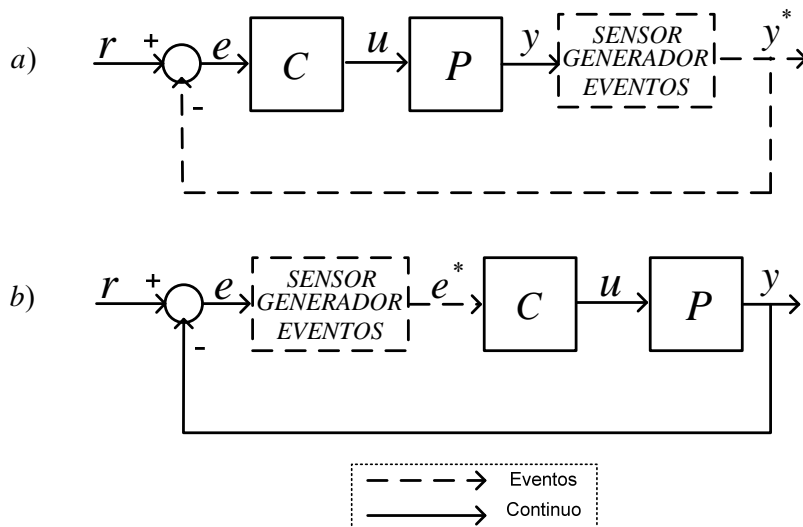 a)
r + e C u P y SENSOR GENERADOR EVENTOS y*
-
b)
r + e SENSOR GENERADOR EVENTOS e* C u P y
-
Eventos
Continuo